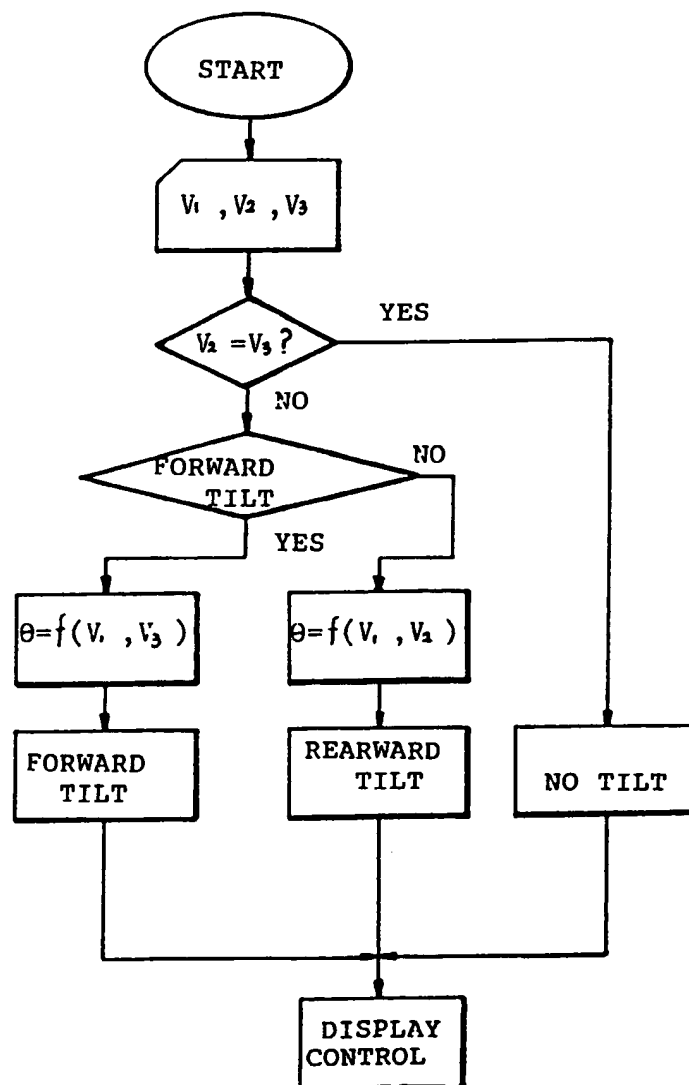 START
V₁ , V₂ , V₃
YES
V₂ = V₃ ?
NO
FORWARD
TILT
NO
YES
θ=f(V₁ , V₃ )
θ=f(V₁ , V₂ )
FORWARD
TILT
REARWARD
TILT
NO TILT
DISPLAY
CONTROL